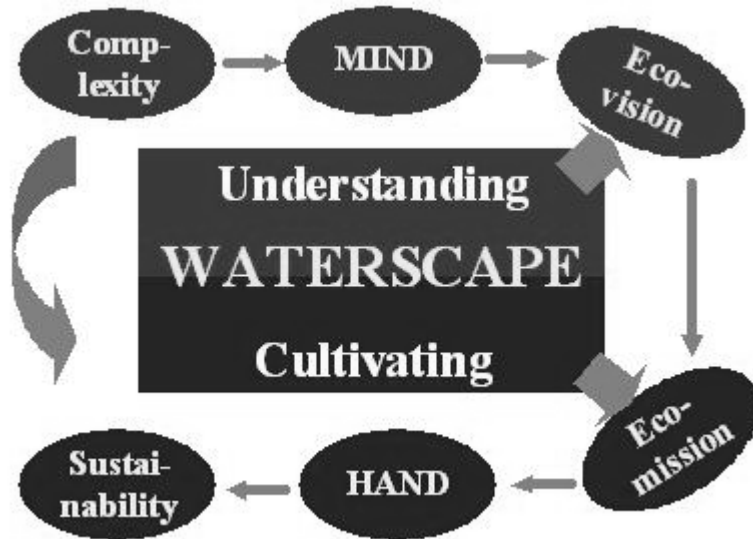 Comp-
lexity
MIND
Eco-
vision
Understanding
WATERSCAPE
Cultivating
Eco-
mission
HAND
Sustai-
nability